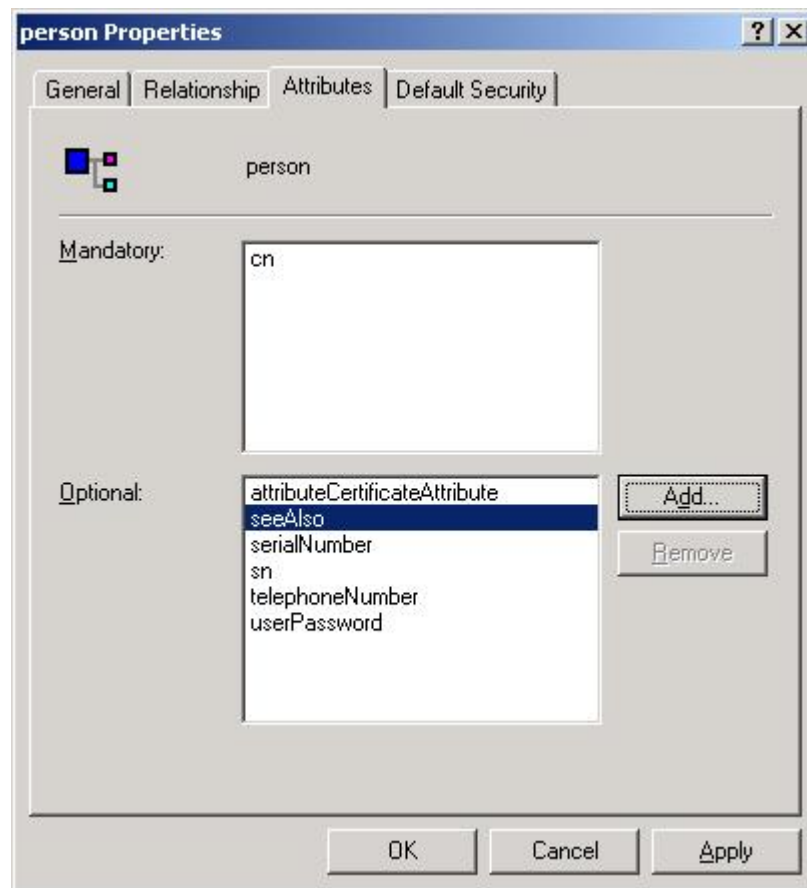 person Properties
General Relationship Attributes Default Security
person
Mandatory:
cn
Optional:
attributeCertificateAttribute
seeAlso
serialNumber
sn
telephoneNumber
userPassword
Add...
Remove
OK Cancel Apply